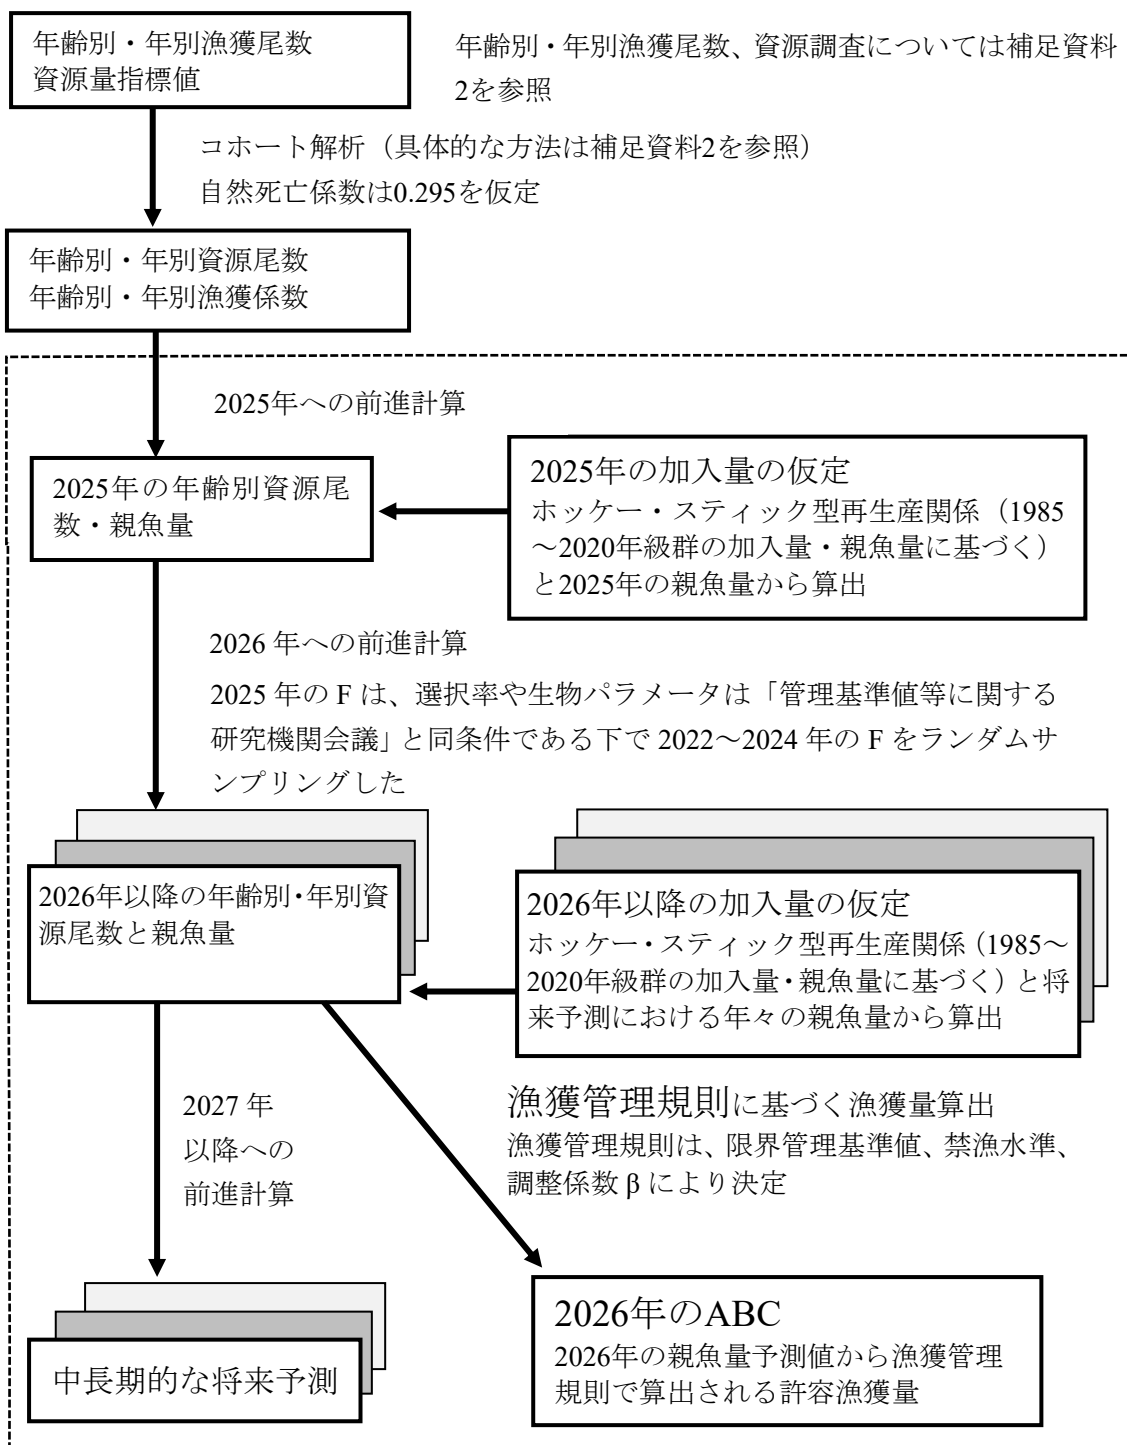 年齢別・年別漁獲尾数
資源量指標値
年齢別・年別漁獲尾数、資源調査については補足資料
2を参照
コホート解析（具体的な方法は補足資料2を参照）
自然死亡係数は0.295を仮定
年齢別・年別資源尾数
年齢別・年別漁獲係数
2025年への前進計算
2025年の年齢別資源尾
数・親魚量
2025年の加入量の仮定
ホッケー・スティック型再生産関係（1985
～2020年級群の加入量・親魚量に基づく）
と2025年の親魚量から算出
2026 年への前進計算
2025 年の F は、選択率や生物パラメータは「管理基準値等に関する
研究機関会議」と同条件である下で 2022～2024 年の F をランダムサ
ンプリングした
2026年以降の年齢別・年別資
源尾数と親魚量
2026年以降の加入量の仮定
ホッケー・スティック型再生産関係（1985～
2020年級群の加入量・親魚量に基づく）と将
来予測における年々の親魚量から算出
2027 年
以降への
前進計算
漁獲管理規則に基づく漁獲量算出
漁獲管理規則は、限界管理基準値、禁漁水準、
調整係数 β により決定
中長期的な将来予測
2026年のABC
2026年の親魚量予測値から漁獲管理
規則で算出される許容漁獲量